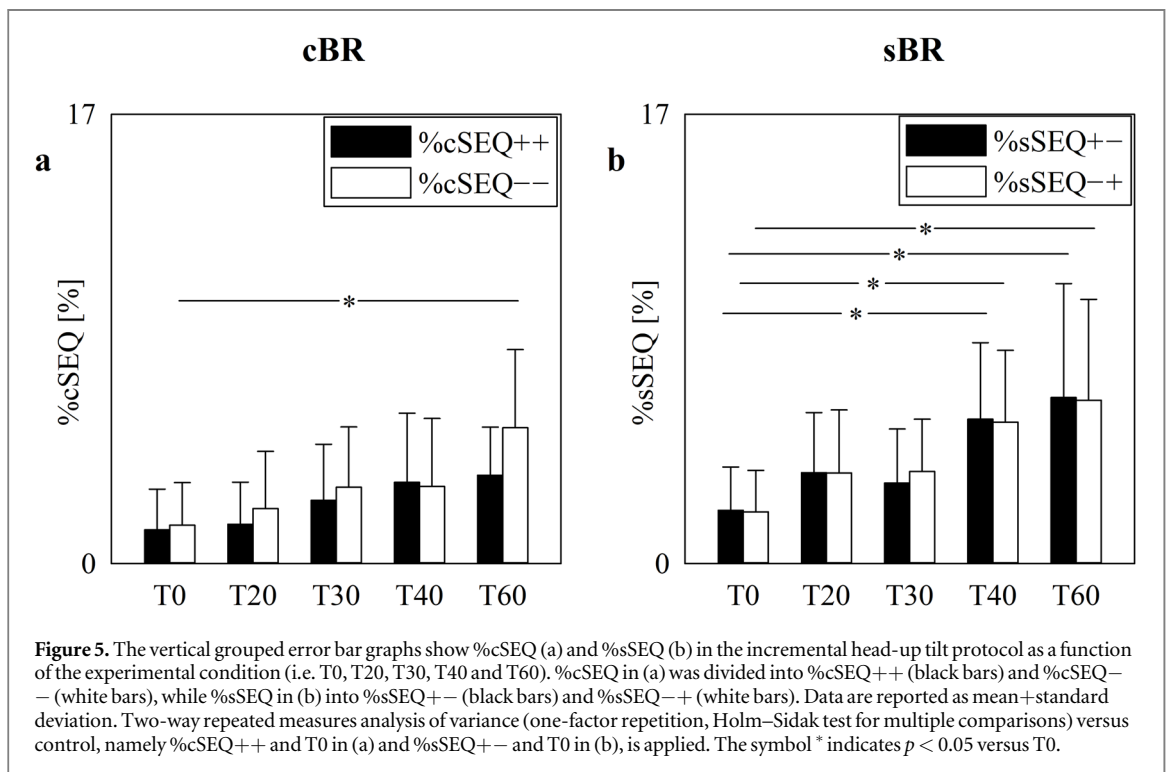 cBR
sBR
a
17
%cSEQ++
%cSEQ−−
%cSEQ [%]
*
0
T0 T20 T30 T40 T60
b
17
%sSEQ+−
%sSEQ−+
%sSEQ [%]
*
*
*
*
0
T0 T20 T30 T40 T60
Figure 5. The vertical grouped error bar graphs show %cSEQ (a) and %sSEQ (b) in the incremental head-up tilt protocol as a function
of the experimental condition (i.e. T0, T20, T30, T40 and T60). %cSEQ in (a) was divided into %cSEQ++ (black bars) and %cSEQ−
− (white bars), while %sSEQ in (b) into %sSEQ+− (black bars) and %sSEQ−+ (white bars). Data are reported as mean+standard
deviation. Two-way repeated measures analysis of variance (one-factor repetition, Holm–Sidak test for multiple comparisons) versus
control, namely %cSEQ++ and T0 in (a) and %sSEQ+− and T0 in (b), is applied. The symbol * indicates p < 0.05 versus T0.